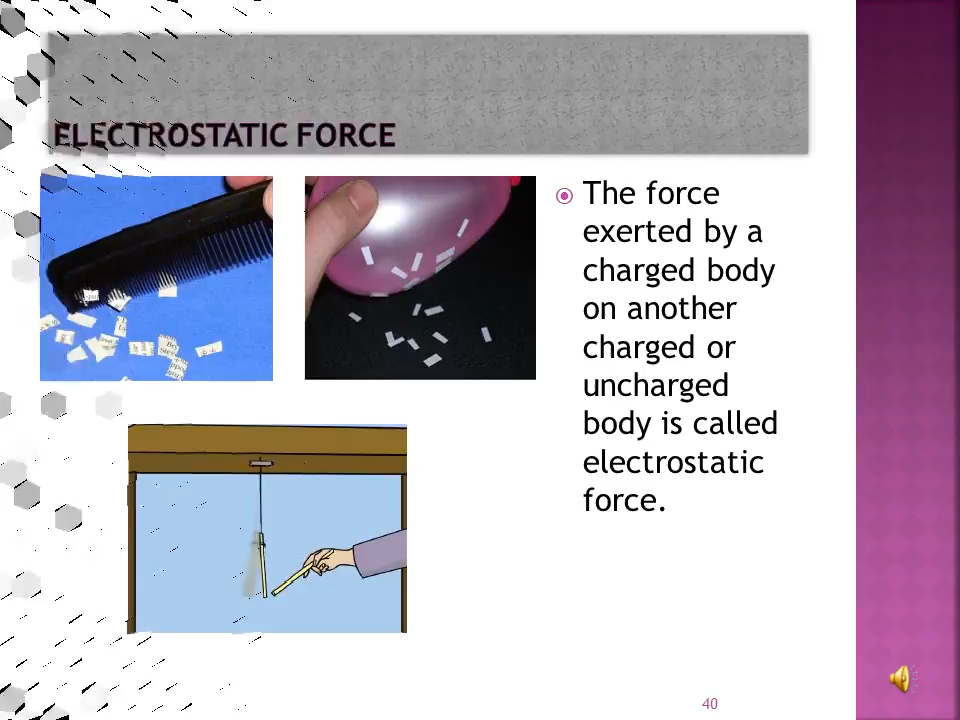 ELECTROSTATIC FORCE
The force
exerted by a
charged body
on another
charged or
uncharged
body is called
electrostatic
force.
40